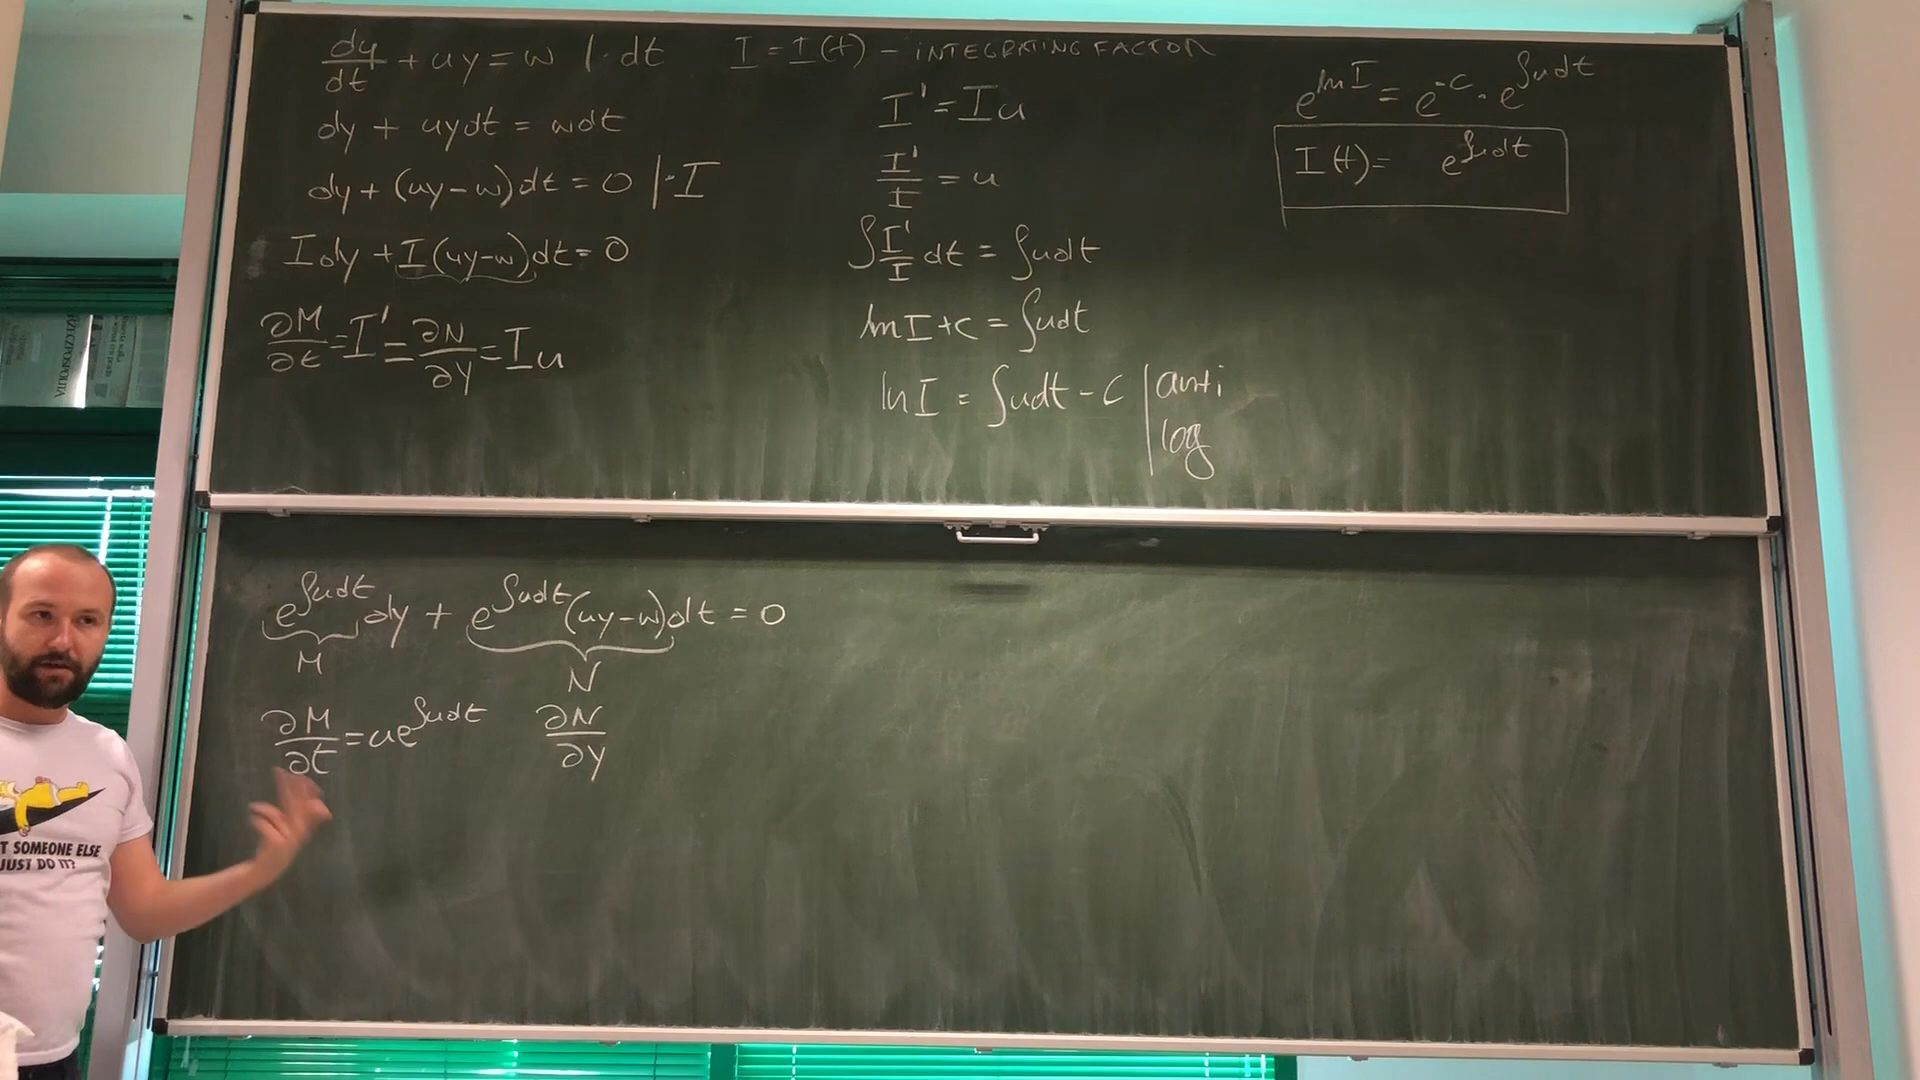 dy/dt + uy = w | · dt
dy + uydt = wdt
dy + (uy-w)dt = 0 | · I
Idy + I(uy-w)dt = 0
∂M/∂t = I' = ∂N/∂y = Iu
I = I(t) - INTEGRATING FACTOR
I' = Iu
I'/I = u
∫ I'/I dt = ∫udt
ln I + c = ∫udt
ln I = ∫udt - c | anti log
e^{ln I} = e^{-c} · e^{∫udt}
I(t) = e^{∫udt}
e^{∫udt} dy + e^{∫udt}(uy-w)dt = 0
M N
∂M/∂t = ue^{∫udt} ∂N/∂y
RZECZPOSPOLITA
T SOMEONE ELSE
JUST DO IT?